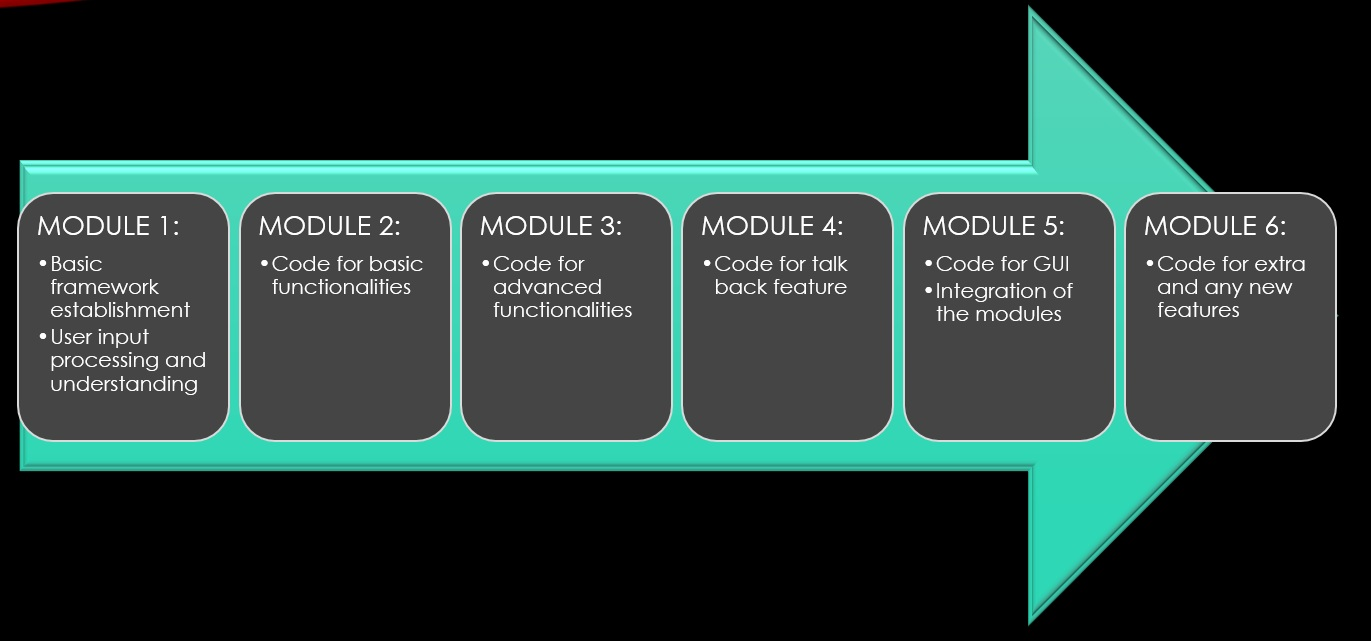 MODULE 1:
•Basic
framework
establishment
•User input
processing and
understanding
MODULE 2:
•Code for basic
functionalities
MODULE 3:
•Code for
advanced
functionalities
MODULE 4:
•Code for talk
back feature
MODULE 5:
•Code for GUI
•Integration of
the modules
MODULE 6:
•Code for extra
and any new
features